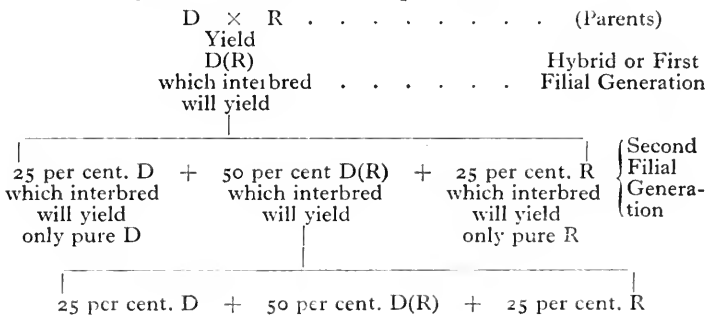 D × R . . . . . . . . (Parents)
Yield
D(R) Hybrid or First
which interbred . . . . . . Filial Generation
will yield
25 per cent. D + 50 per cent D(R) + 25 per cent. R Second
which interbred which interbred which interbred Filial
will yield will yield will yield Genera-
only pure D only pure R tion
25 per cent. D + 50 per cent. D(R) + 25 per cent. R